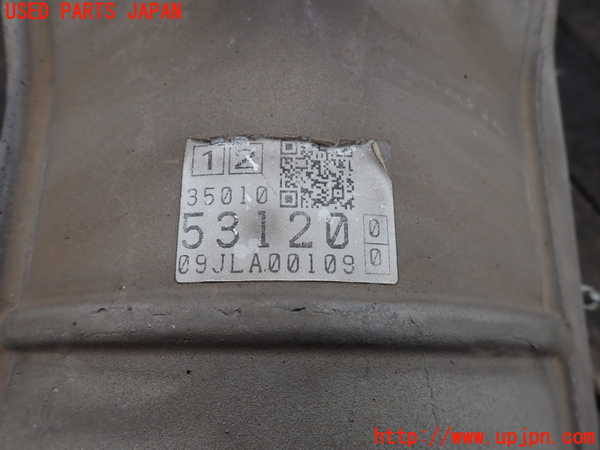 USED PARTS JAPAN
1 2
35010
53120 0
09JLA00109 0
http://www.upjpn.com/